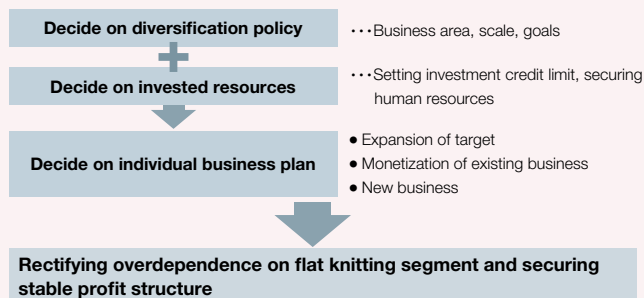 Decide on diversification policy
···Business area, scale, goals
Decide on invested resources
···Setting investment credit limit, securing
human resources
Decide on individual business plan
● Expansion of target
● Monetization of existing business
● New business
Rectifying overdependence on flat knitting segment and securing
stable profit structure